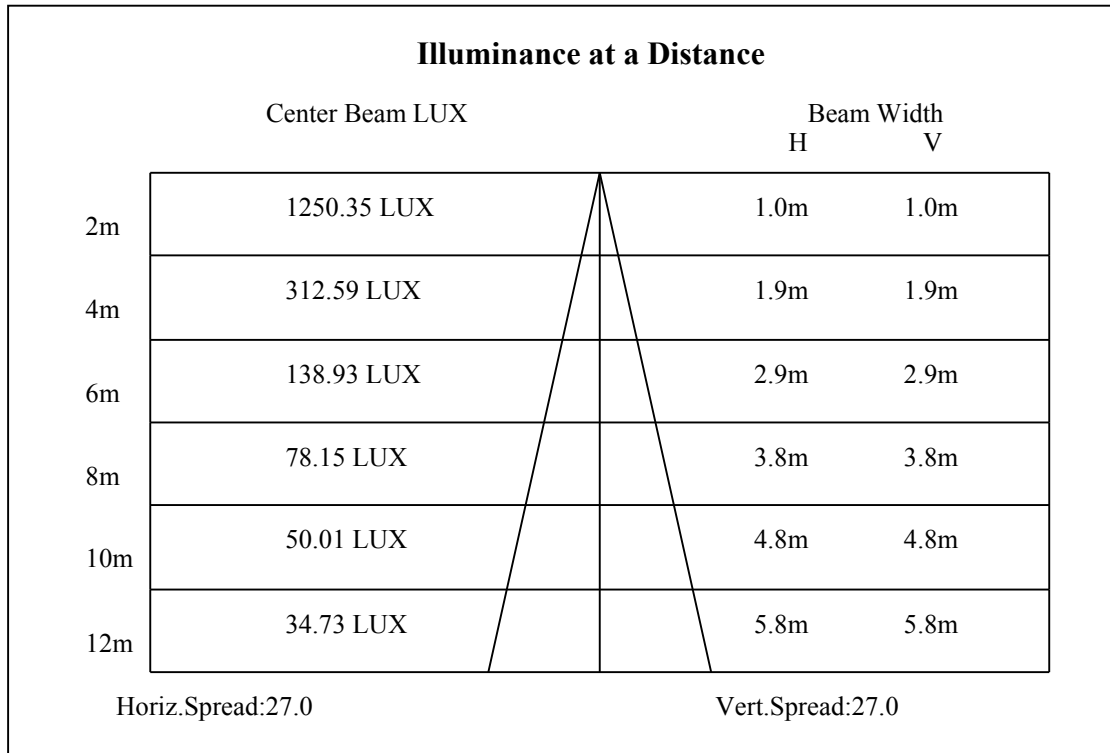 Illuminance at a Distance
Center Beam LUX Beam Width
H V
2m 1250.35 LUX 1.0m 1.0m
4m 312.59 LUX 1.9m 1.9m
6m 138.93 LUX 2.9m 2.9m
8m 78.15 LUX 3.8m 3.8m
10m 50.01 LUX 4.8m 4.8m
12m 34.73 LUX 5.8m 5.8m
Horiz.Spread:27.0 Vert.Spread:27.0